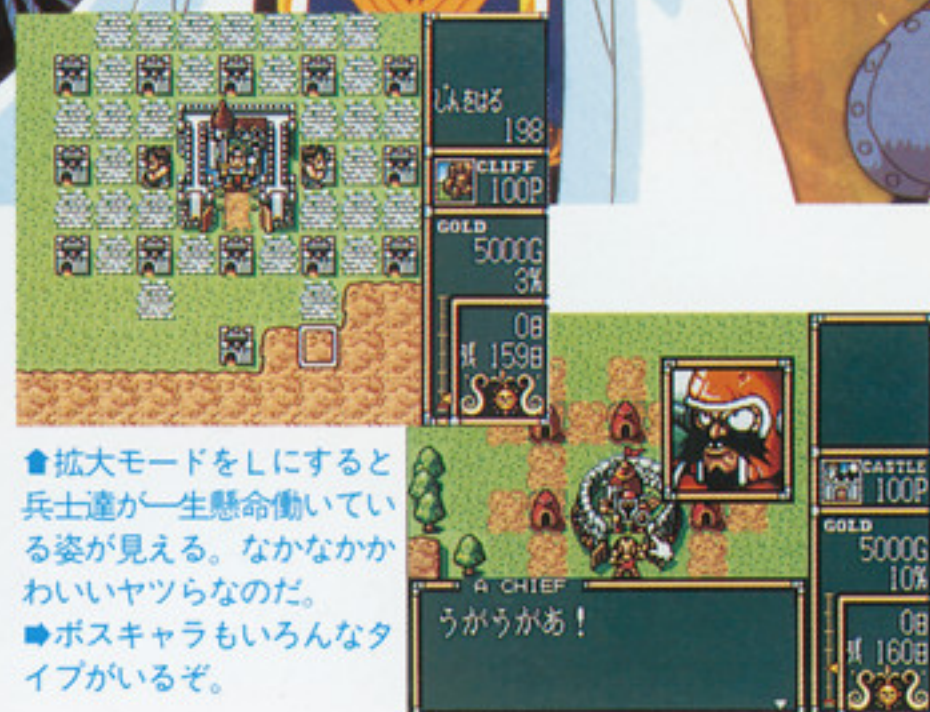 じんをはる
198
CLIFF
100P
GOLD
5000G
3%
0日
残 159日
⬆拡大モードをLにすると
兵士達が一生懸命働いてい
る姿が見える。なかなかか
わいいヤツらなのだ。
➡ボスキャラもいろんなタ
イプがいるぞ。
CASTLE
100P
GOLD
5000G
10%
0日
残 160日
A CHIEF
うがうがあ！